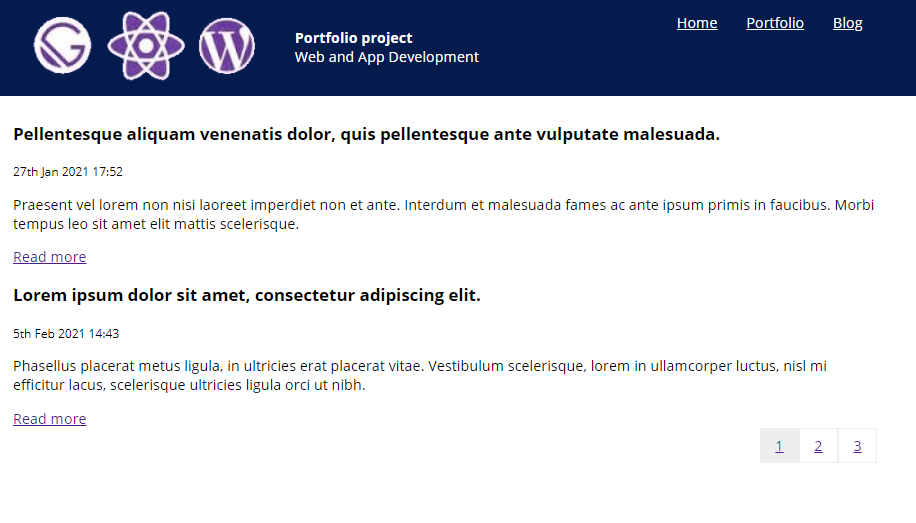 Portfolio project
Web and App Development
Home Portfolio Blog
Pellentesque aliquam venenatis dolor, quis pellentesque ante vulputate malesuada.
27th Jan 2021 17:52
Praesent vel lorem non nisi laoreet imperdiet non et ante. Interdum et malesuada fames ac ante ipsum primis in faucibus. Morbi
tempus leo sit amet elit mattis scelerisque.
Read more
Lorem ipsum dolor sit amet, consectetur adipiscing elit.
5th Feb 2021 14:43
Phasellus placerat metus ligula, in ultricies erat placerat vitae. Vestibulum scelerisque, lorem in ullamcorper luctus, nisl mi
efficitur lacus, scelerisque ultricies ligula orci ut nibh.
Read more
1 2 3